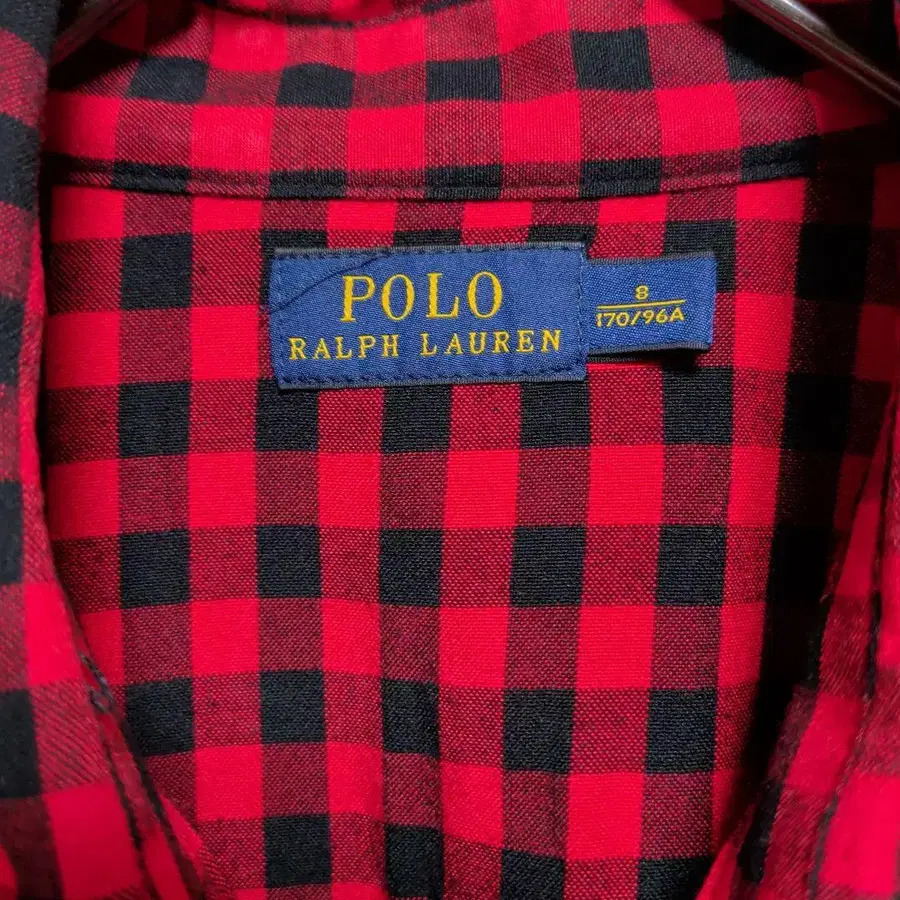 POLO
RALPH LAUREN
8
170/96A